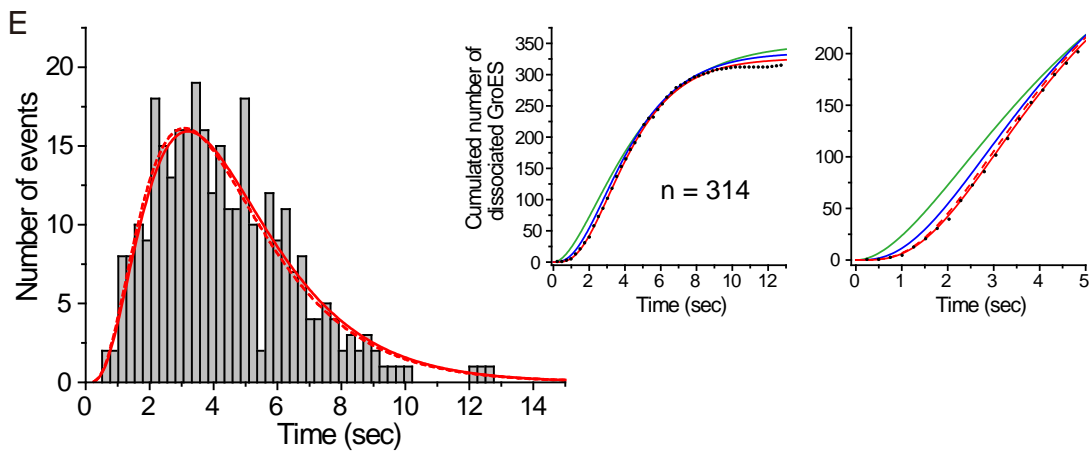 E
Number of events
20
15
10
5
0
0 2 4 6 8 10 12 14
Time (sec)
Cumulated number of
dissociated GroES
350
300
250
200
150
100
50
0
n = 314
0 2 4 6 8 10 12
Time (sec)
200
150
100
50
0
0 1 2 3 4 5
Time (sec)